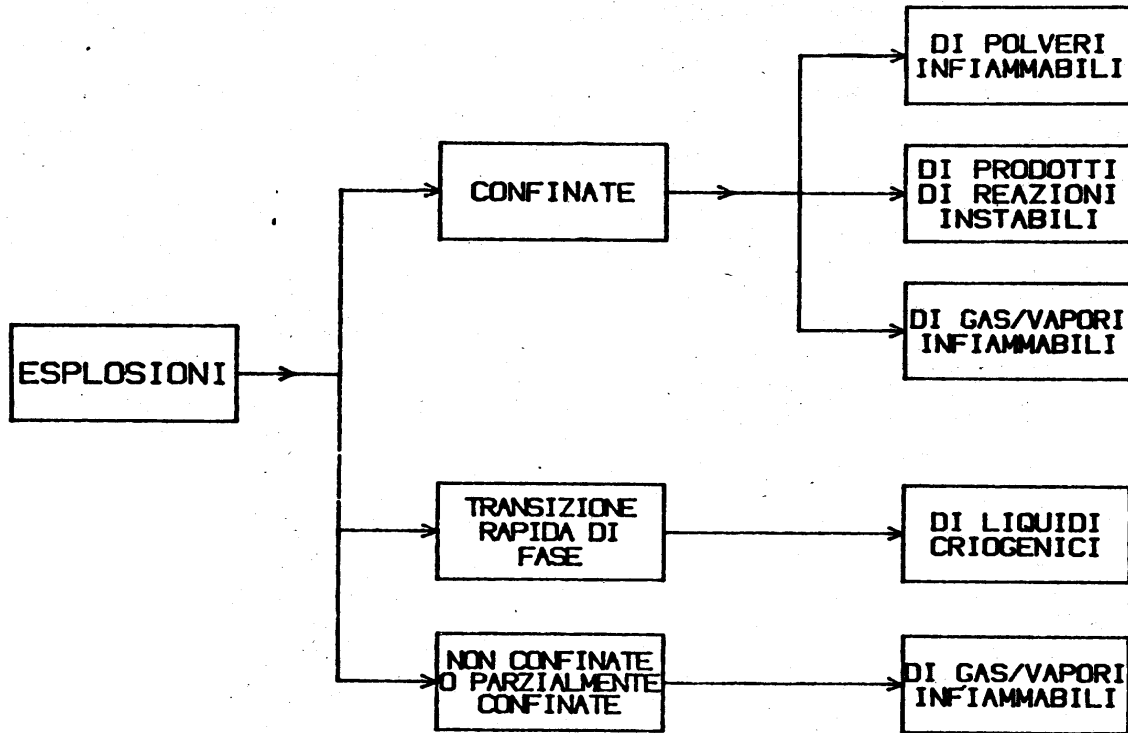 DI POLVERI
INFIAMMABILI
CONFINATE
DI PRODOTTI
DI REAZIONI
INSTABILI
DI GAS/VAPORI
INFIAMMABILI
ESPLOSIONI
TRANSIZIONE
RAPIDA DI
FASE
DI LIQUIDI
CRIOGENICI
NON CONFINATE
O PARZIALMENTE
CONFINATE
DI GAS/VAPORI
INFIAMMABILI